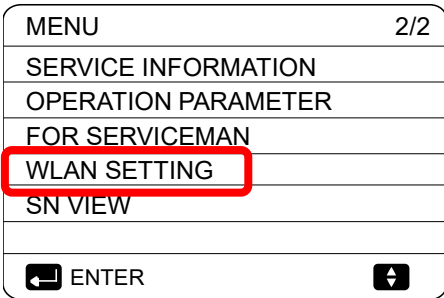 MENU 2/2
SERVICE INFORMATION
OPERATION PARAMETER
FOR SERVICEMAN
WLAN SETTING
SN VIEW
ENTER